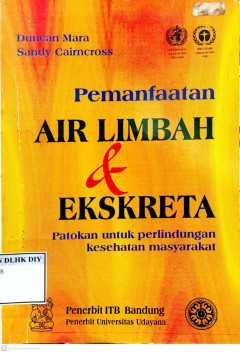 Duncan Mara
Sandy Cairncross
Pemanfaatan
AIR LIMBAH
&
EKSKRETA
Patokan untuk perlindungan
kesehatan masyarakat
N DLHK DIY
Penerbit ITB Bandung
Penerbit Universitas Udayana